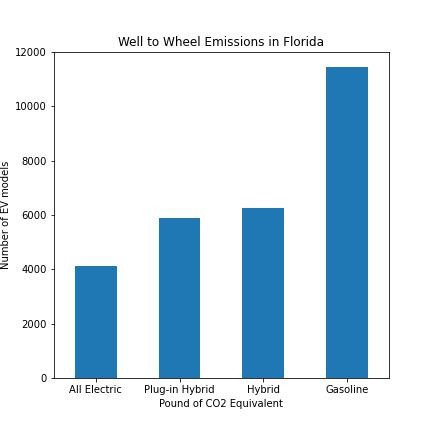 Well to Wheel Emissions in Florida
12000
10000
8000
6000
4000
2000
0
Number of EV models
All Electric
Plug-in Hybrid
Hybrid
Gasoline
Pound of CO2 Equivalent